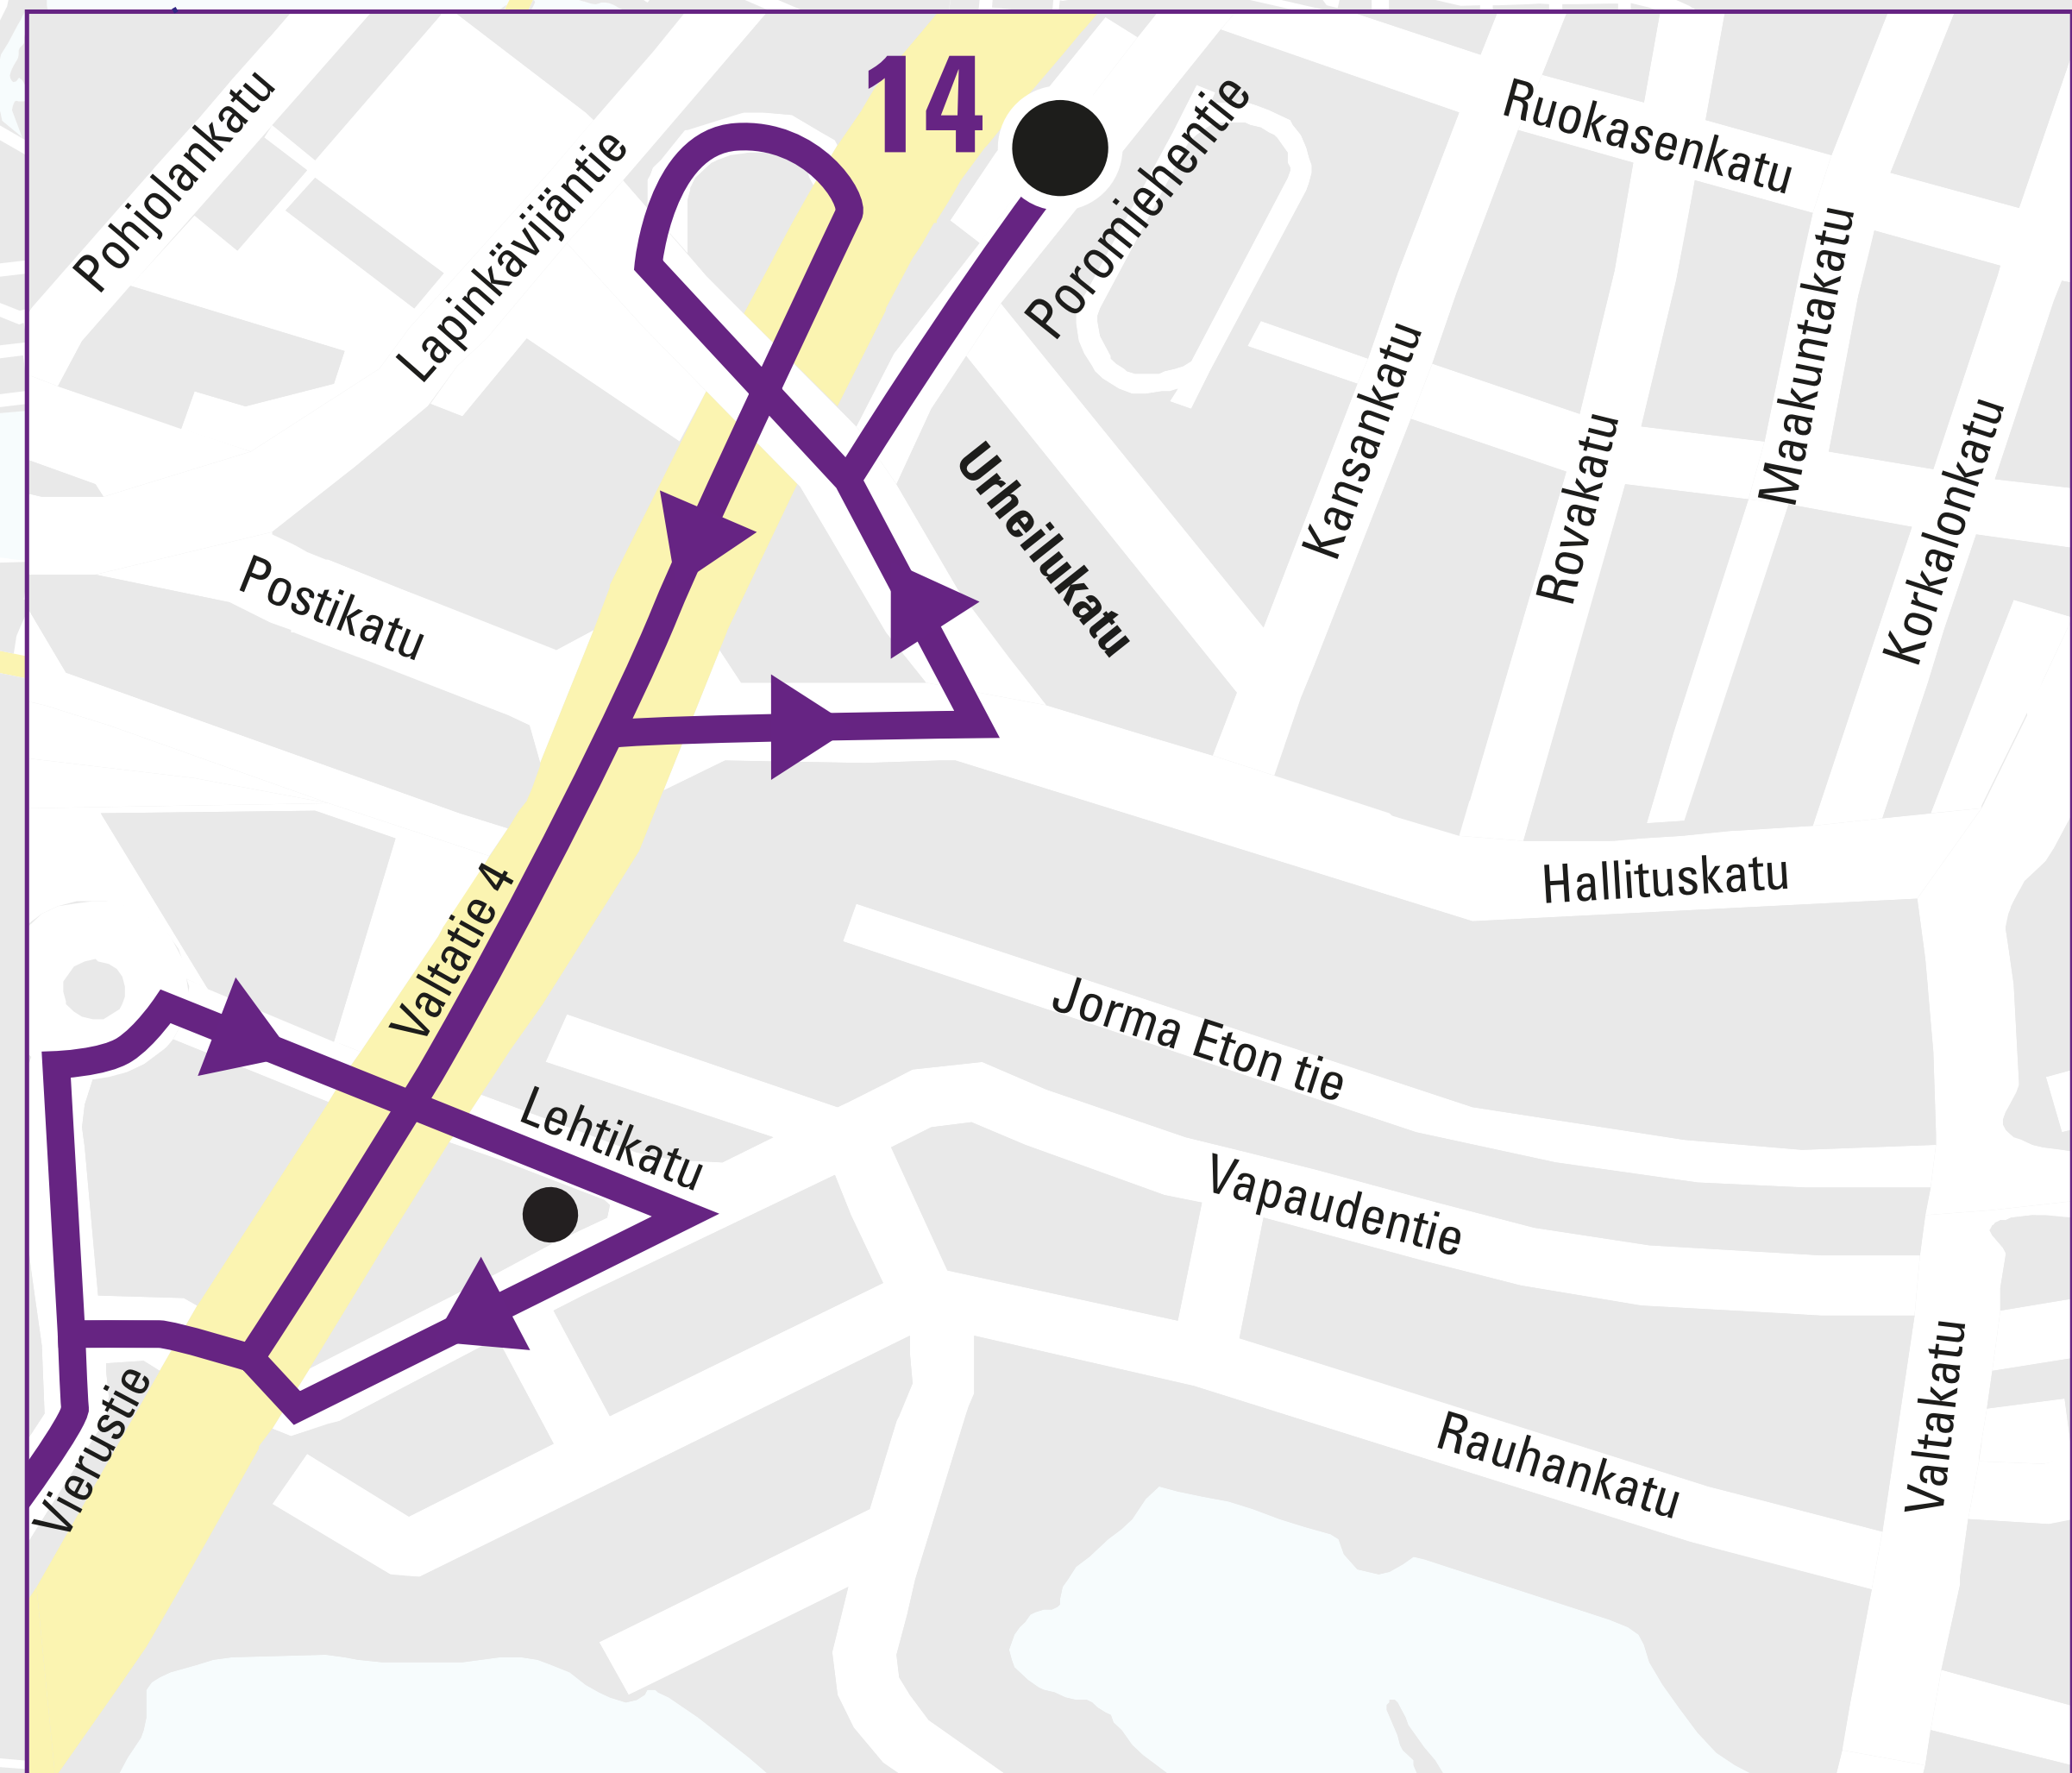 14
Pohjolankatu
Lapinkävijäntie
Poromiehentie
Ruokasenkatu
Maakuntakatu
Kansankatu
Rovakatu
Korkalonkatu
Urheilukatu
Postikatu
Hallituskatu
Valtatie 4
Jorma Eton tie
Lehtikatu
Vapaudentie
Vierustie
Rauhankatu
Valtakatu